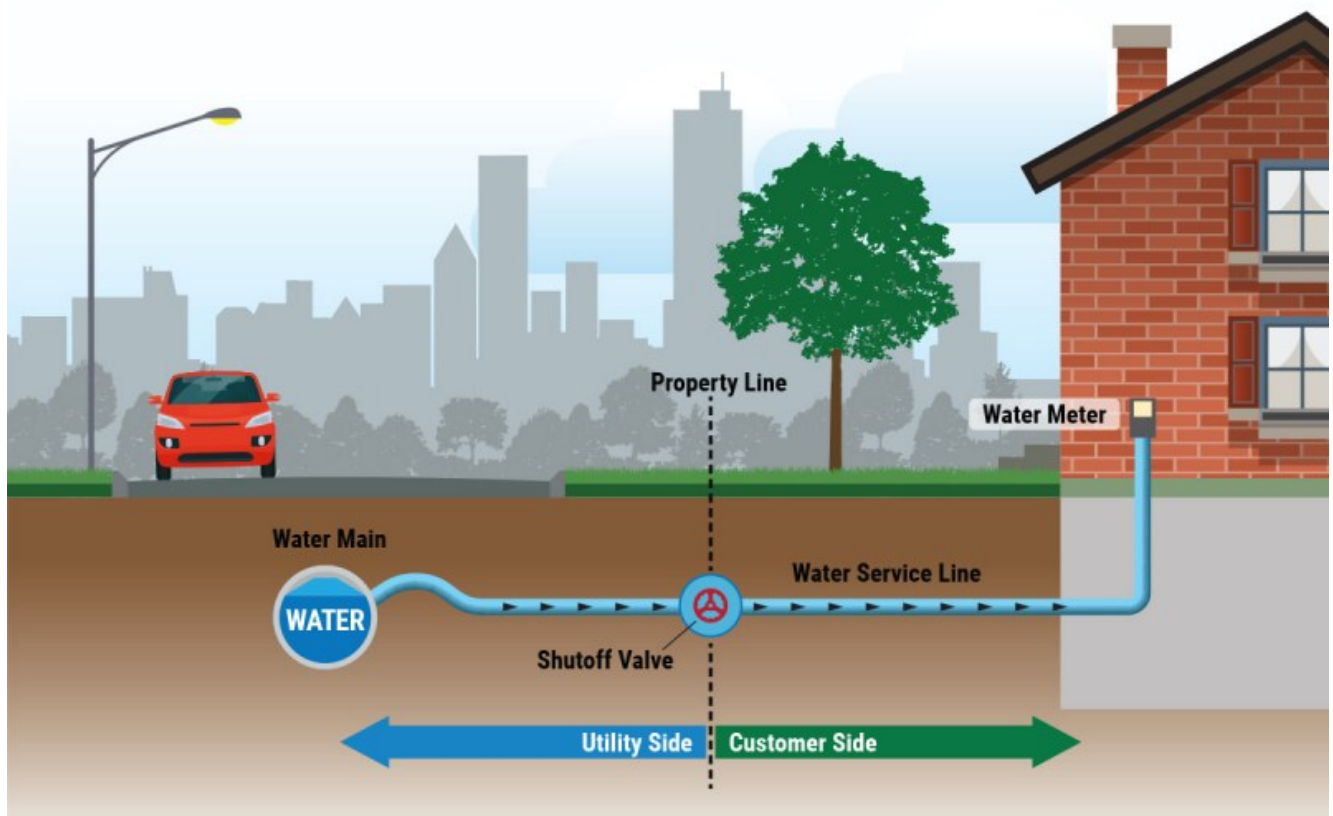 Property Line
Water Meter
Water Main
WATER
Water Service Line
Shutoff Valve
Utility Side
Customer Side